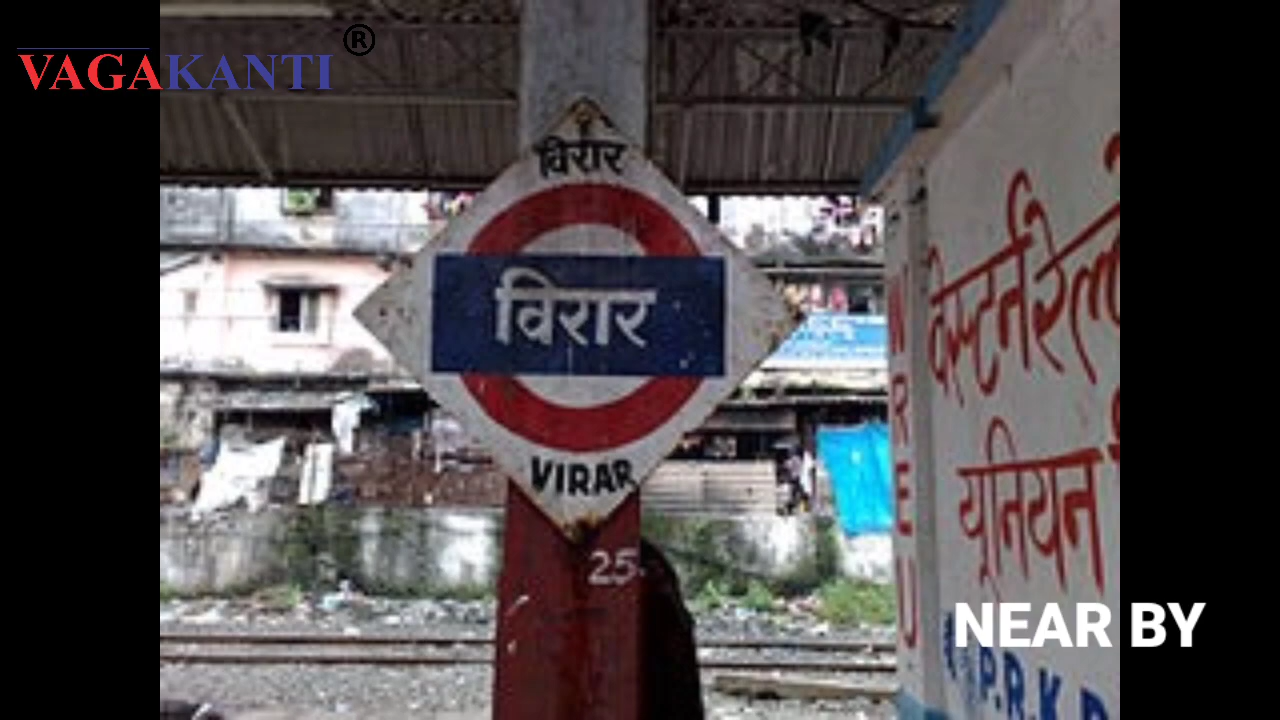 VAGAKANTI®
विरार
विरार
VIRAR
25
वेस्टर्न रेल्वे
यूनियन
W
R
E
U
P.R.K.P
NEAR BY